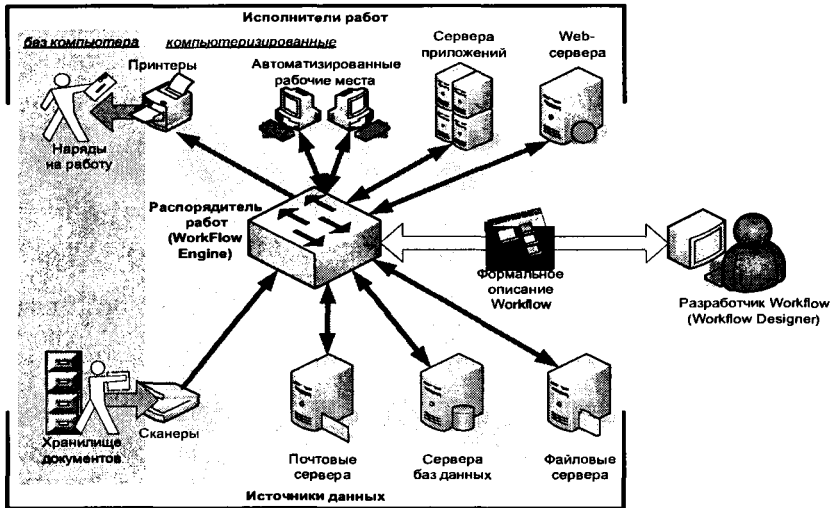 Исполнители работ
без компьютера
компьютеризированные
Принтеры
Автоматизированные
рабочие места
Сервера
приложений
Web-
сервера
Наряды
на работу
Распорядитель
работ
(WorkFlow
Engine)
Формальное
описание
Workflow
Разработчик Workflow
(Workflow Designer)
Хранилище
документов
Сканеры
Почтовые
сервера
Сервера
баз данных
Файловые
сервера
Источники данных